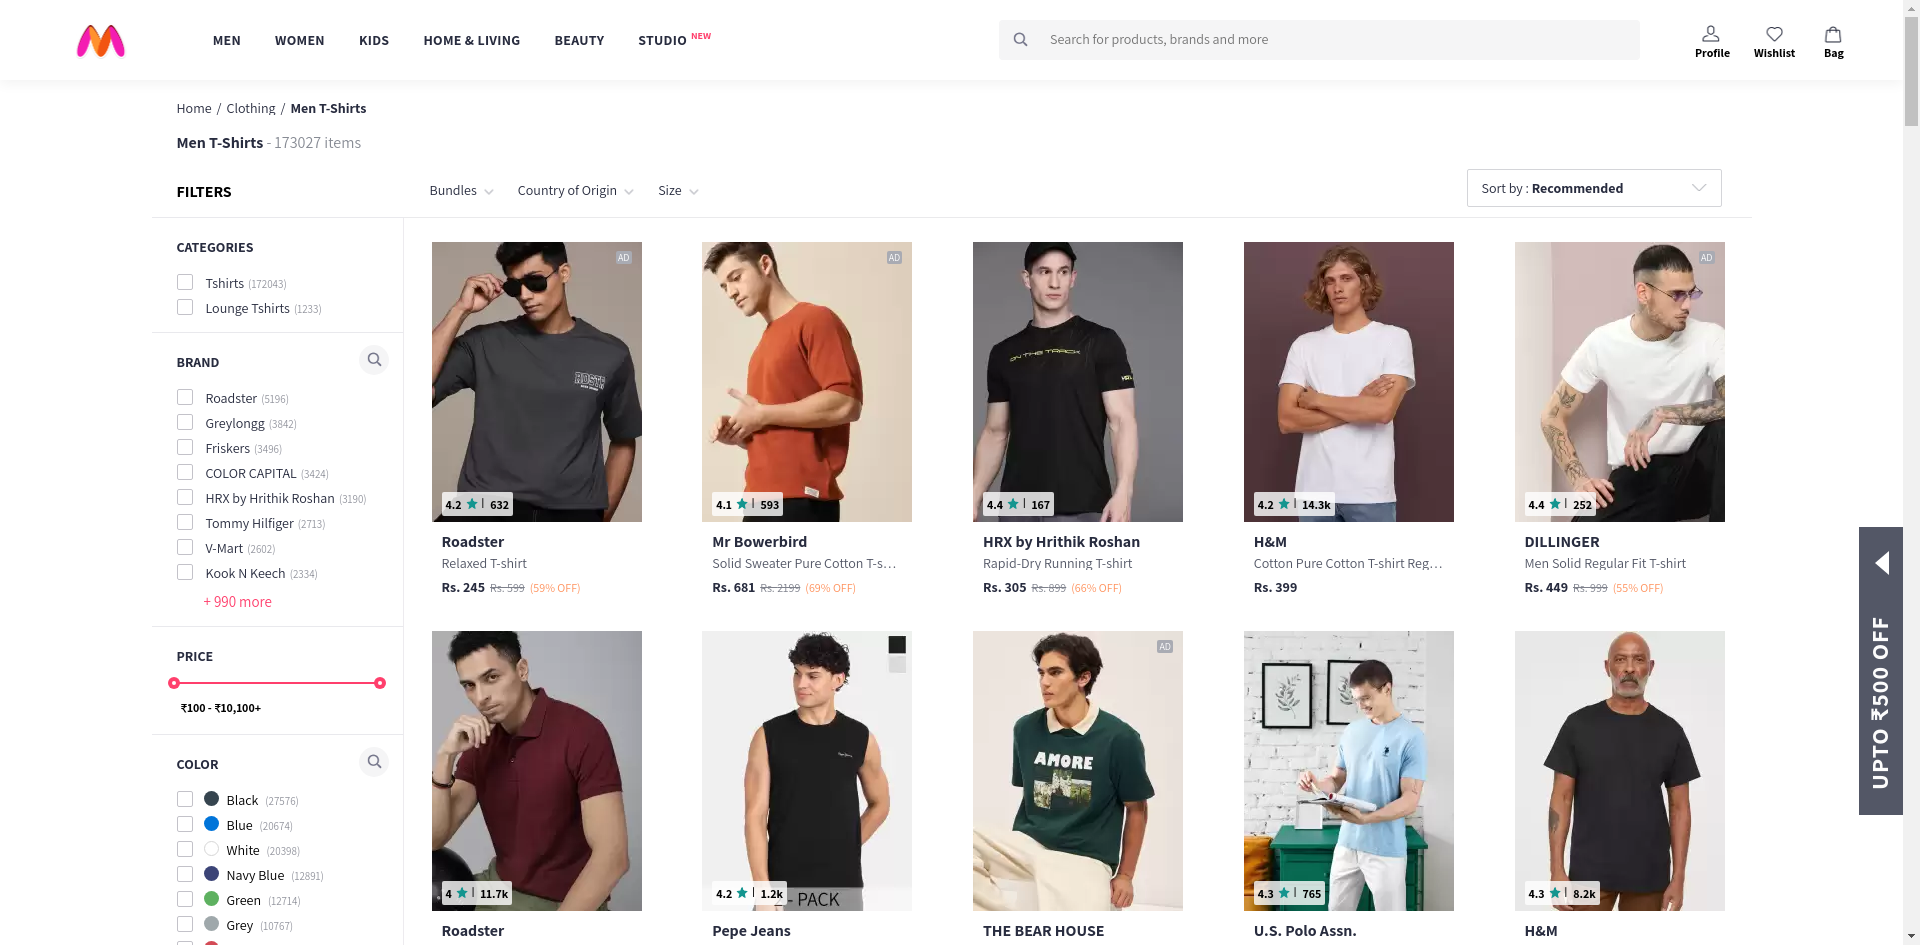 MEN
WOMEN
KIDS
HOME & LIVING
BEAUTY
STUDIO NEW
Search for products, brands and more
Profile
Wishlist
Bag
Home / Clothing / Men T-Shirts
Men T-Shirts - 173027 items
FILTERS
Bundles
Country of Origin
Size
Sort by : Recommended
CATEGORIES
Tshirts (172043)
Lounge Tshirts (1233)
BRAND
Roadster (5196)
Greylongg (3842)
Friskers (3496)
COLOR CAPITAL (3424)
HRX by Hrithik Roshan (3190)
Tommy Hilfiger (2713)
V-Mart (2602)
Kook N Keech (2334)
+ 990 more
PRICE
₹100 - ₹10,100+
COLOR
Black (27576)
Blue (20674)
White (20398)
Navy Blue (12891)
Green (12714)
Grey (10767)
AD
RDSTR
4.2 | 632
Roadster
Relaxed T-shirt
Rs. 245 Rs. 599 (59% OFF)
AD
4.1 | 593
Mr Bowerbird
Solid Sweater Pure Cotton T-s...
Rs. 681 Rs. 2199 (69% OFF)
ON THE TRACK
4.4 | 167
HRX by Hrithik Roshan
Rapid-Dry Running T-shirt
Rs. 305 Rs. 899 (66% OFF)
4.2 | 14.3k
H&M
Cotton Pure Cotton T-shirt Reg...
Rs. 399
AD
4.4 | 252
DILLINGER
Men Solid Regular Fit T-shirt
Rs. 449 Rs. 999 (55% OFF)
4 | 11.7k
Roadster
4.2 | 1.2k
- PACK
Pepe Jeans
AD
AMORE
THE BEAR HOUSE
4.3 | 765
U.S. Polo Assn.
4.3 | 8.2k
H&M
UPTO ₹500 OFF